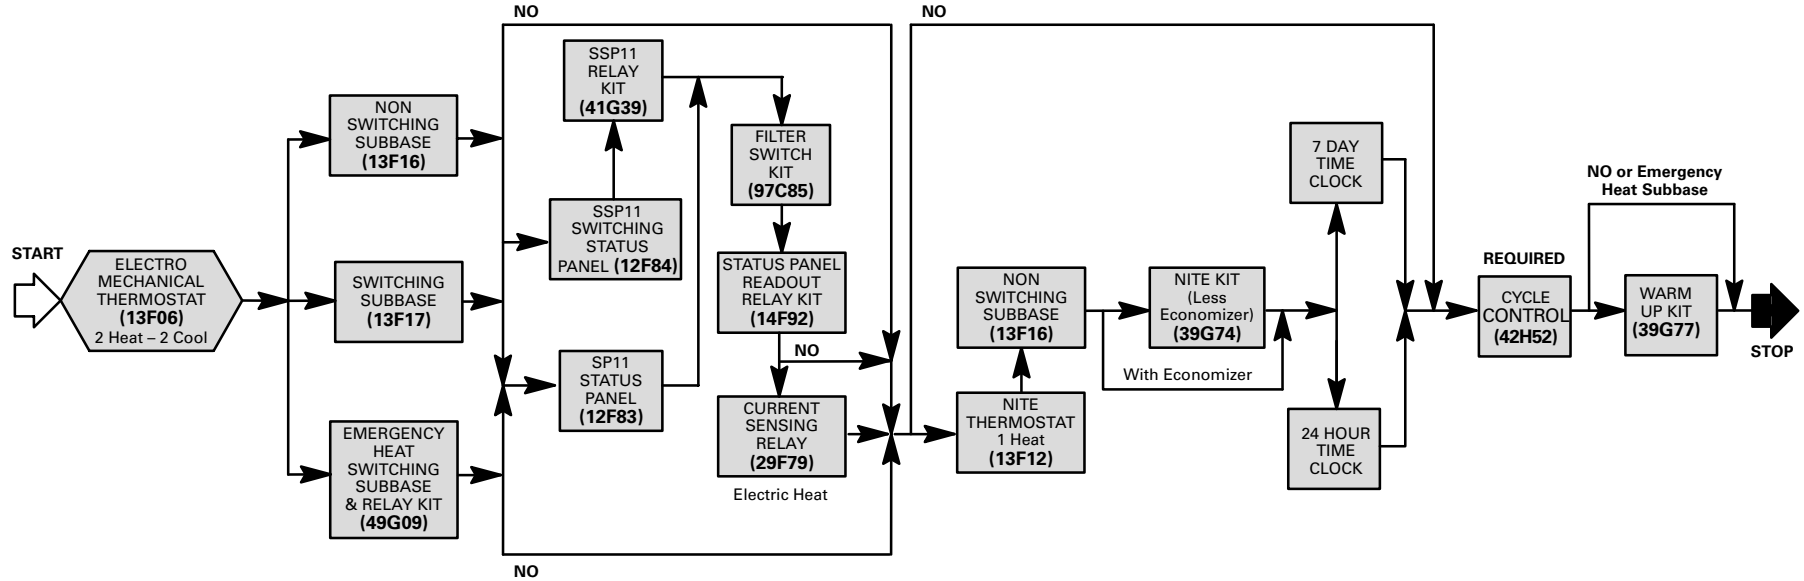 START
ELECTRO
MECHANICAL
THERMOSTAT
(13F06)
2 Heat – 2 Cool
NON
SWITCHING
SUBBASE
(13F16)
SWITCHING
SUBBASE
(13F17)
EMERGENCY
HEAT
SWITCHING
SUBBASE
& RELAY KIT
(49G09)
NO
SSP11
RELAY
KIT
(41G39)
SSP11
SWITCHING
STATUS
PANEL (12F84)
SP11
STATUS
PANEL
(12F83)
FILTER
SWITCH
KIT
(97C85)
STATUS PANEL
READOUT
RELAY KIT
(14F92)
NO
CURRENT
SENSING
RELAY
(29F79)
Electric Heat
NO
NO
NON
SWITCHING
SUBBASE
(13F16)
NITE
THERMOSTAT
1 Heat
(13F12)
NITE KIT
(Less
Economizer)
(39G74)
With Economizer
7 DAY
TIME
CLOCK
24 HOUR
TIME
CLOCK
REQUIRED
CYCLE
CONTROL
(42H52)
NO or Emergency
Heat Subbase
WARM
UP KIT
(39G77)
STOP